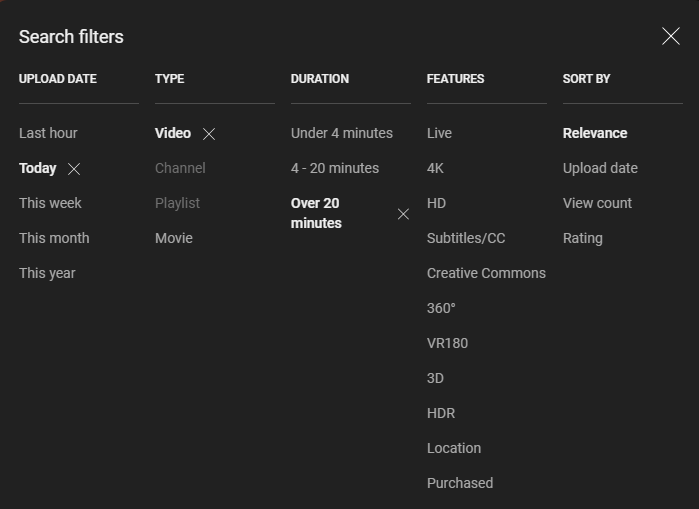 Search filters
UPLOAD DATE
Last hour
Today
This week
This month
This year
TYPE
Video
Channel
Playlist
Movie
DURATION
Under 4 minutes
4 - 20 minutes
Over 20
minutes
FEATURES
Live
4K
HD
Subtitles/CC
Creative Commons
360°
VR180
3D
HDR
Location
Purchased
SORT BY
Relevance
Upload date
View count
Rating